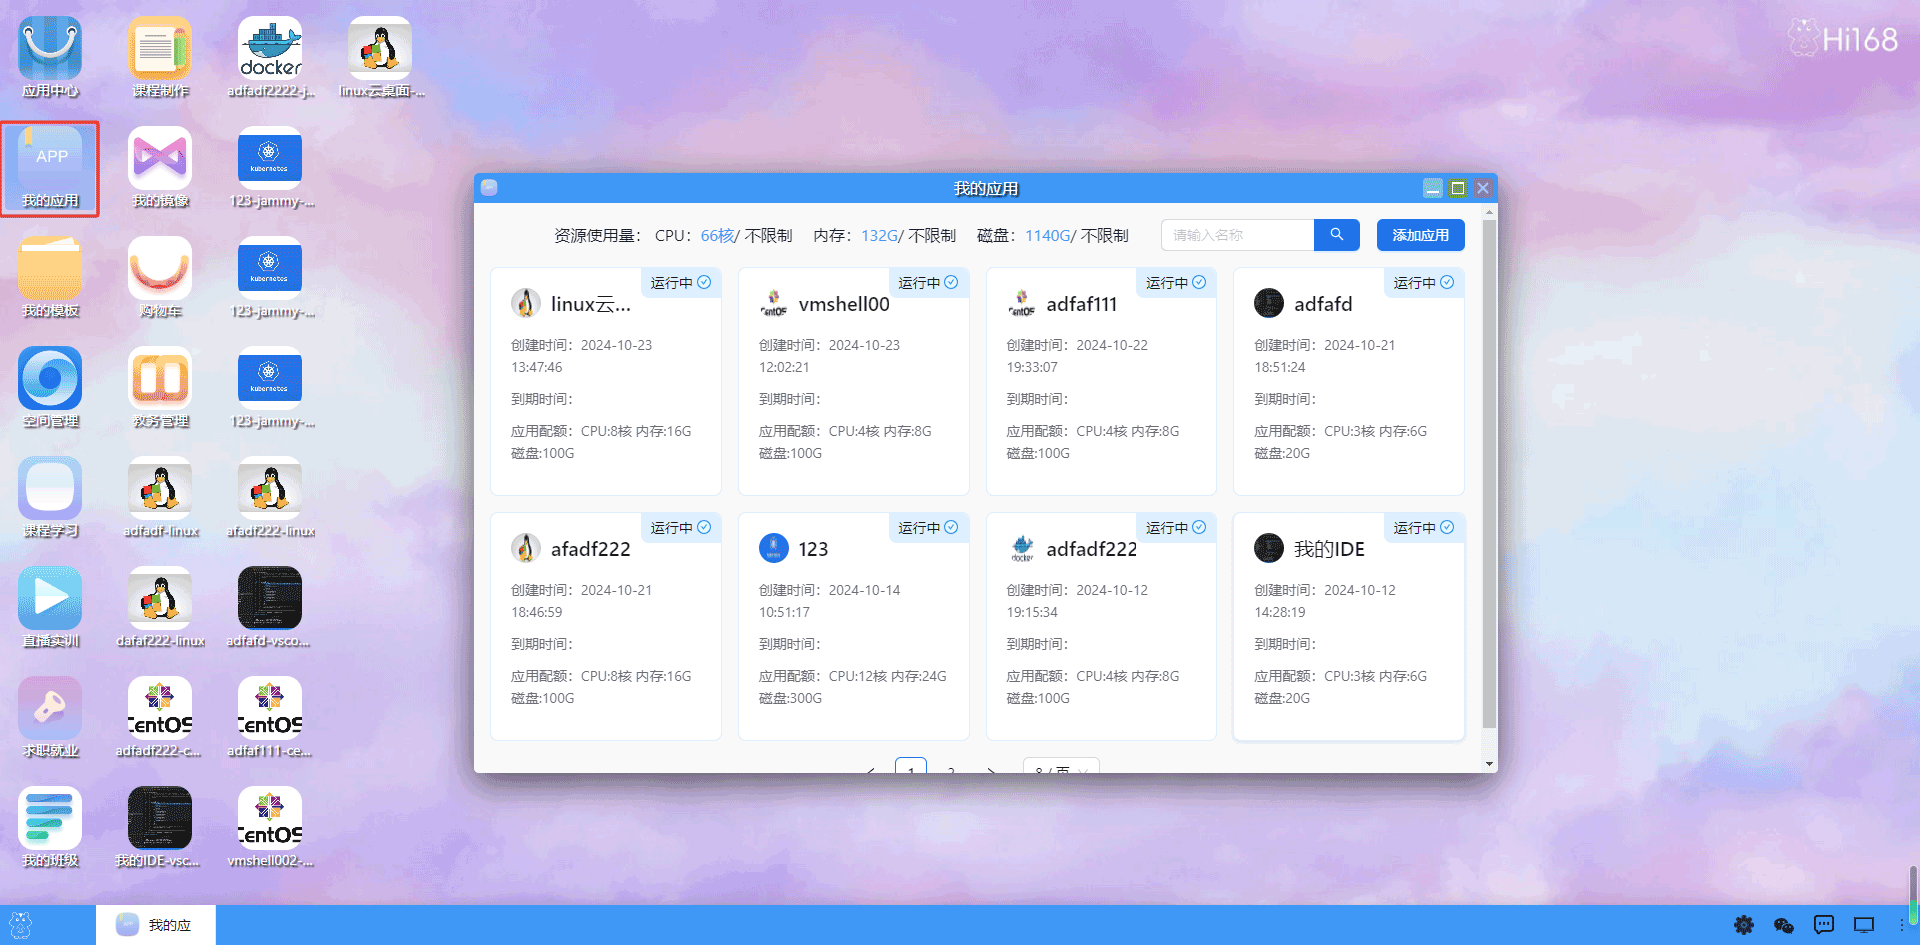 Hi168
应用中心
课程制作
docker
adfadf2222-j...
linux云桌面-...
APP
我的应用
我的镜像
kubernetes
123-jammy-...
我的模板
购物车
kubernetes
123-jammy-...
空间管理
教务管理
kubernetes
123-jammy-...
课程学习
adfadf-linux
afadf222-linux
直播实训
dafaf222-linux
adfafd-vsco...
求职就业
CentOS
adfadf222-c...
CentOS
adfaf111-ce...
我的班级
我的IDE-vsc...
CentOS
vmshell002-...
我的应用
资源使用量： CPU：66核/ 不限制 内存：132G/ 不限制 磁盘：1140G/ 不限制
请输入名称
添加应用
运行中
linux云...
创建时间：2024-10-23
13:47:46
到期时间：
应用配额：CPU:8核 内存:16G
磁盘:100G
运行中
CentOS
vmshell00
创建时间：2024-10-23
12:02:21
到期时间：
应用配额：CPU:4核 内存:8G
磁盘:100G
运行中
CentOS
adfaf111
创建时间：2024-10-22
19:33:07
到期时间：
应用配额：CPU:4核 内存:8G
磁盘:100G
运行中
adfafd
创建时间：2024-10-21
18:51:24
到期时间：
应用配额：CPU:3核 内存:6G
磁盘:20G
运行中
afadf222
创建时间：2024-10-21
18:46:59
到期时间：
应用配额：CPU:8核 内存:16G
磁盘:100G
运行中
123
创建时间：2024-10-14
10:51:17
到期时间：
应用配额：CPU:12核 内存:24G
磁盘:300G
运行中
docker
adfadf222
创建时间：2024-10-12
19:15:34
到期时间：
应用配额：CPU:4核 内存:8G
磁盘:100G
运行中
我的IDE
创建时间：2024-10-12
14:28:19
到期时间：
应用配额：CPU:3核 内存:6G
磁盘:20G
< 1 2 > 8 / 页
我的应